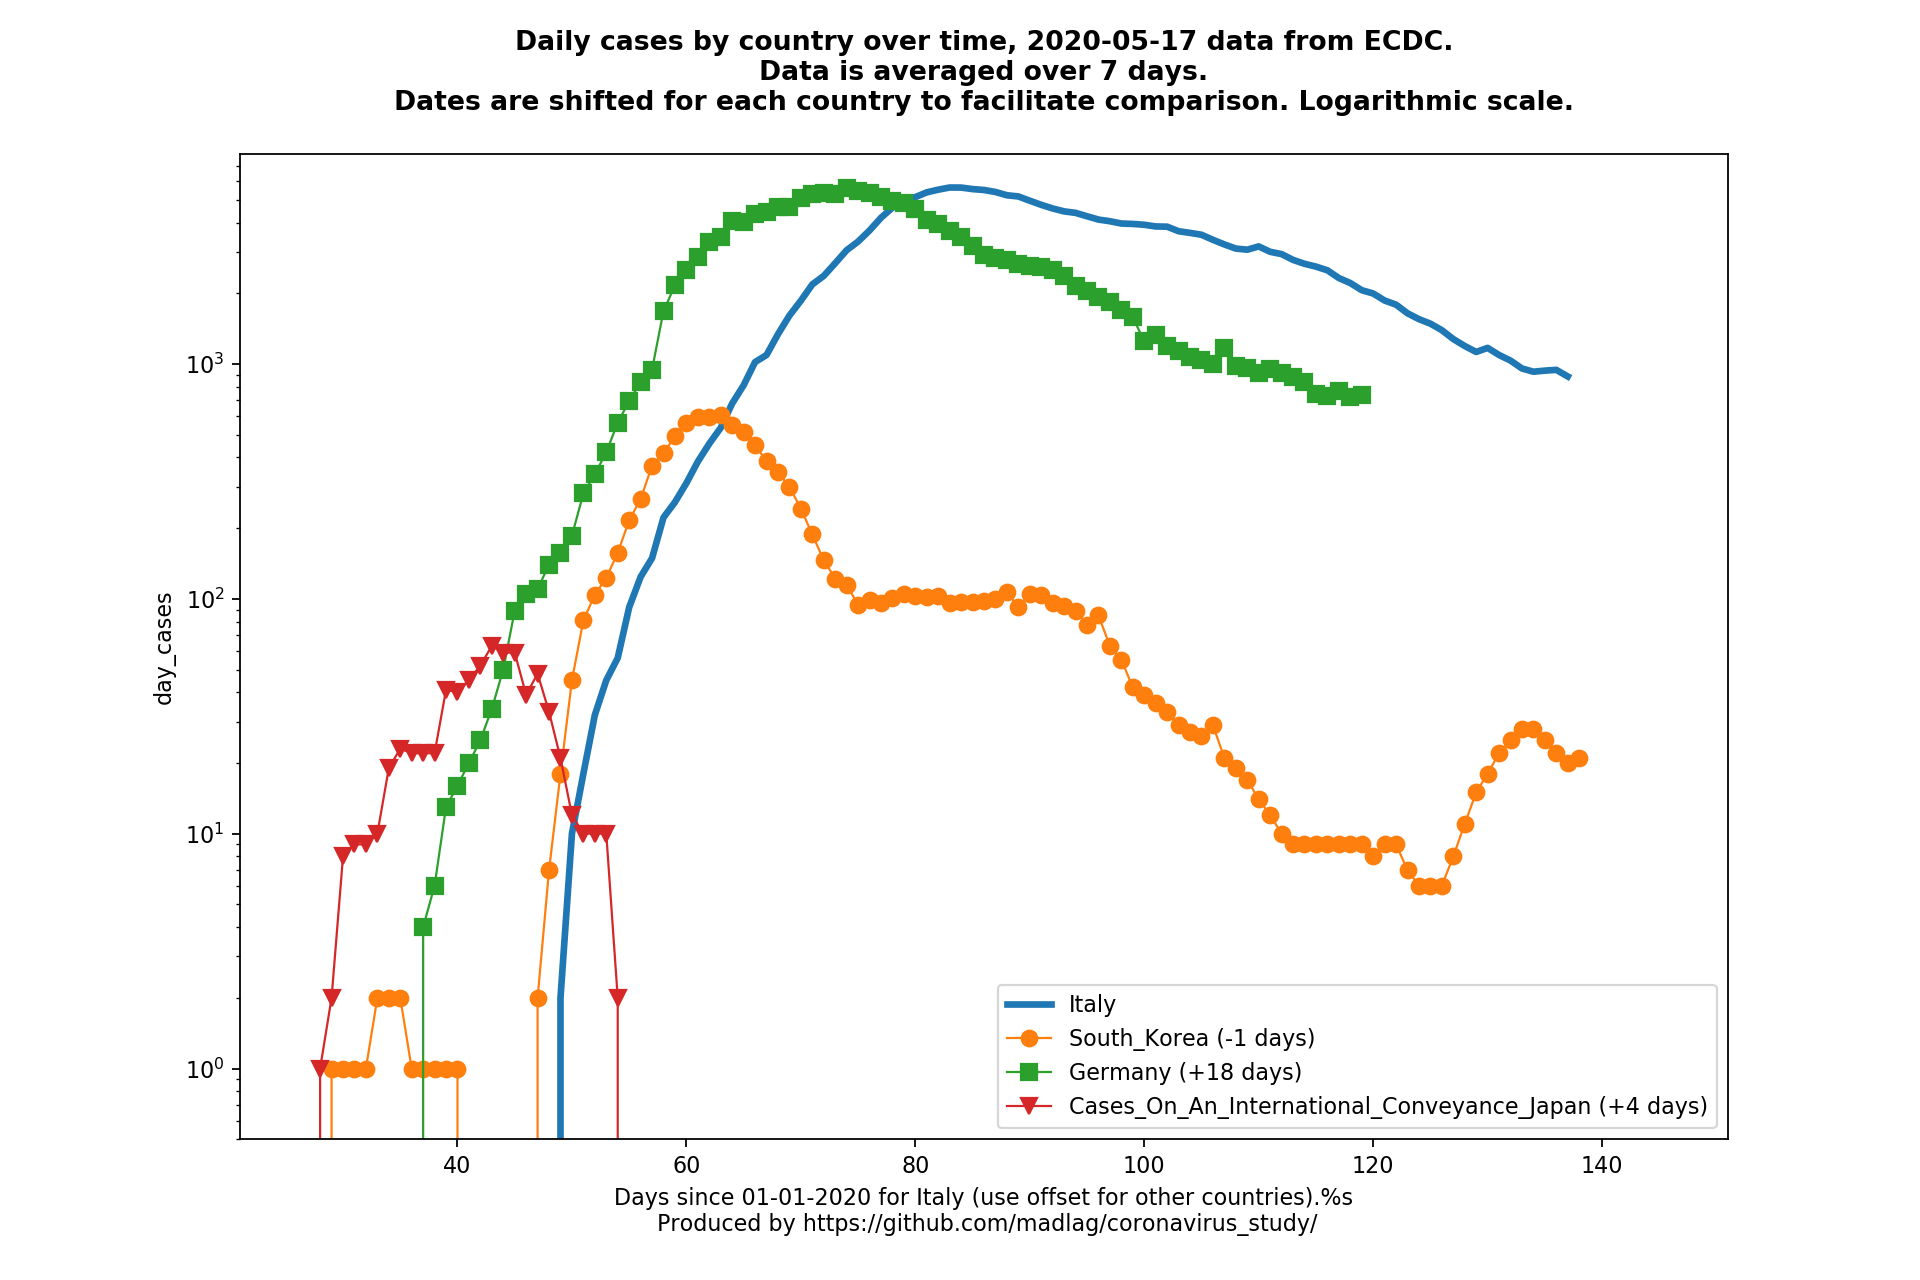 Daily cases by country over time, 2020-05-17 data from ECDC.
Data is averaged over 7 days.
Dates are shifted for each country to facilitate comparison. Logarithmic scale.
day_cases
10³
10²
10¹
10⁰
Italy
South_Korea (-1 days)
Germany (+18 days)
Cases_On_An_International_Conveyance_Japan (+4 days)
40 60 80 100 120 140
Days since 01-01-2020 for Italy (use offset for other countries).%s
Produced by https://github.com/madlag/coronavirus_study/